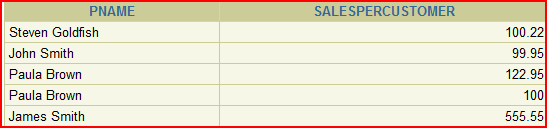 PNAME SALESPERCUSTOMER
Steven Goldfish 100.22
John Smith 99.95
Paula Brown 122.95
Paula Brown 100
James Smith 555.55